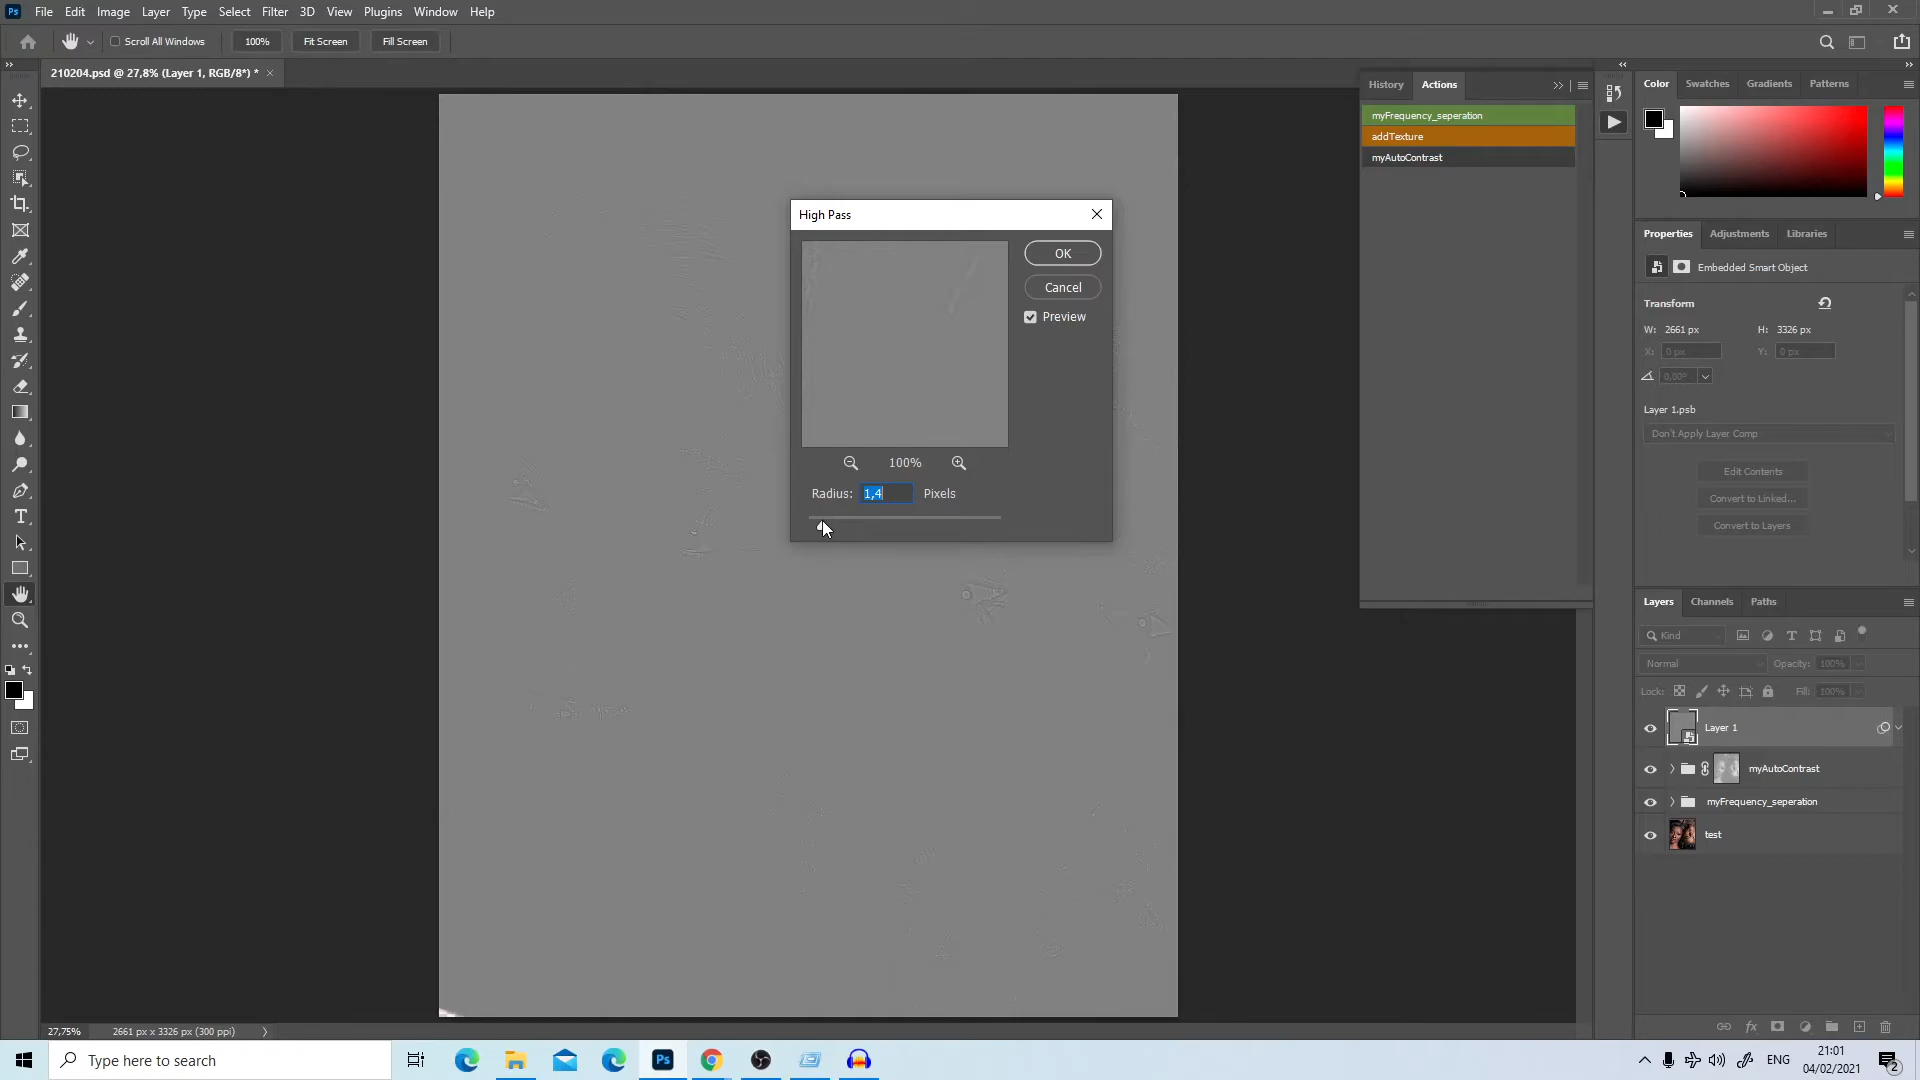 Ps File Edit Image Layer Type Select Filter 3D View Plugins Window Help
Scroll All Windows 100% Fit Screen Fill Screen
210204.psd @ 27,8% (Layer 1, RGB/8*) *
History Actions
myFrequency_seperation
addTexture
myAutoContrast
High Pass
OK
Cancel
Preview
100%
Radius: 1,4 Pixels
Color Swatches Gradients Patterns
Properties Adjustments Libraries
Embedded Smart Object
Transform
W: 2661 px H: 3326 px
X: 0 px Y: 0 px
0,00°
Layer 1.psb
Don't Apply Layer Comp
Edit Contents
Convert to Linked...
Convert to Layers
Layers Channels Paths
Kind
Normal Opacity: 100%
Lock: Fill: 100%
Layer 1
myAutoContrast
myFrequency_seperation
test
27,75% 2661 px x 3326 px (300 ppi)
Type here to search
Ps
ENG
21:01
04/02/2021
2